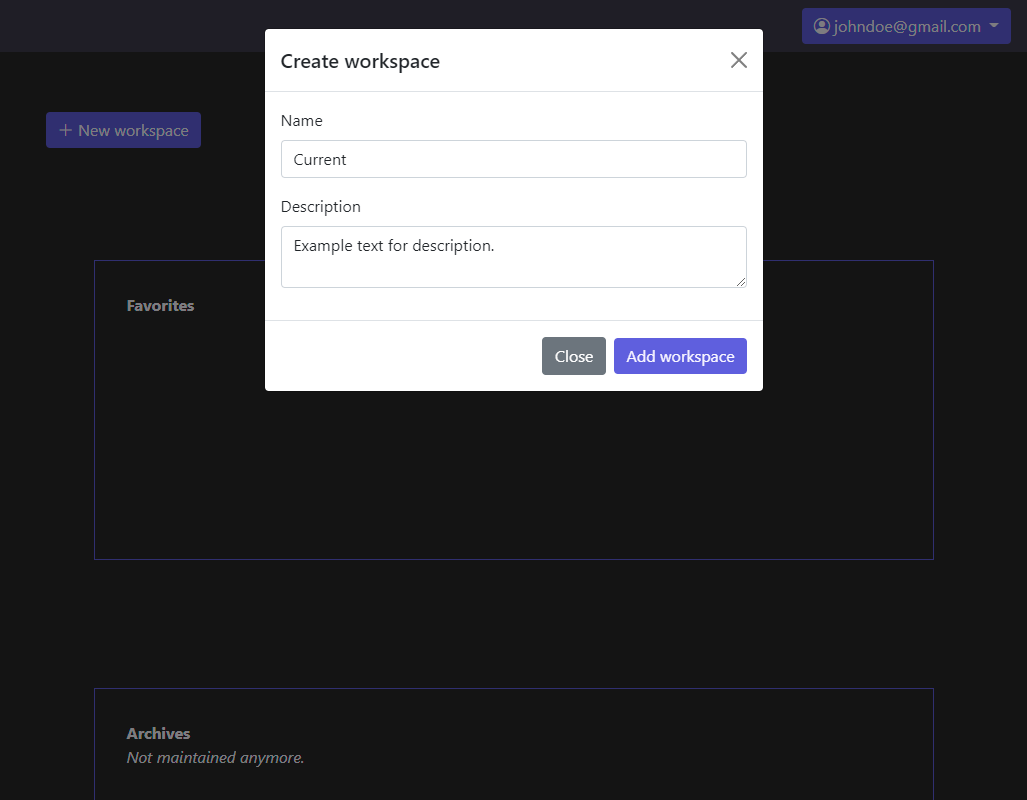 johndoe@gmail.com
Create workspace
New workspace
Name
Current
Description
Example text for description.
Favorites
Close
Add workspace
Archives
Not maintained anymore.